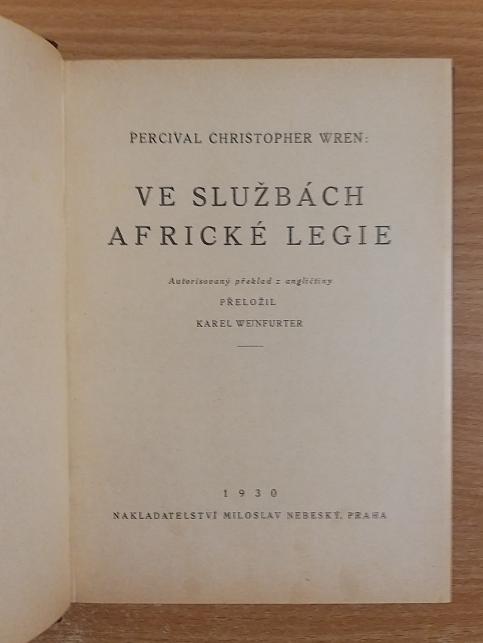 PERCIVAL CHRISTOPHER WREN:
VE SLUŽBÁCH
AFRICKÉ LEGIE
Autorisovaný překlad z angličtiny
PŘELOŽIL
KAREL WEINFURTER
1930
NAKLADATELSTVÍ MILOSLAV NEBESKÝ, PRAHA